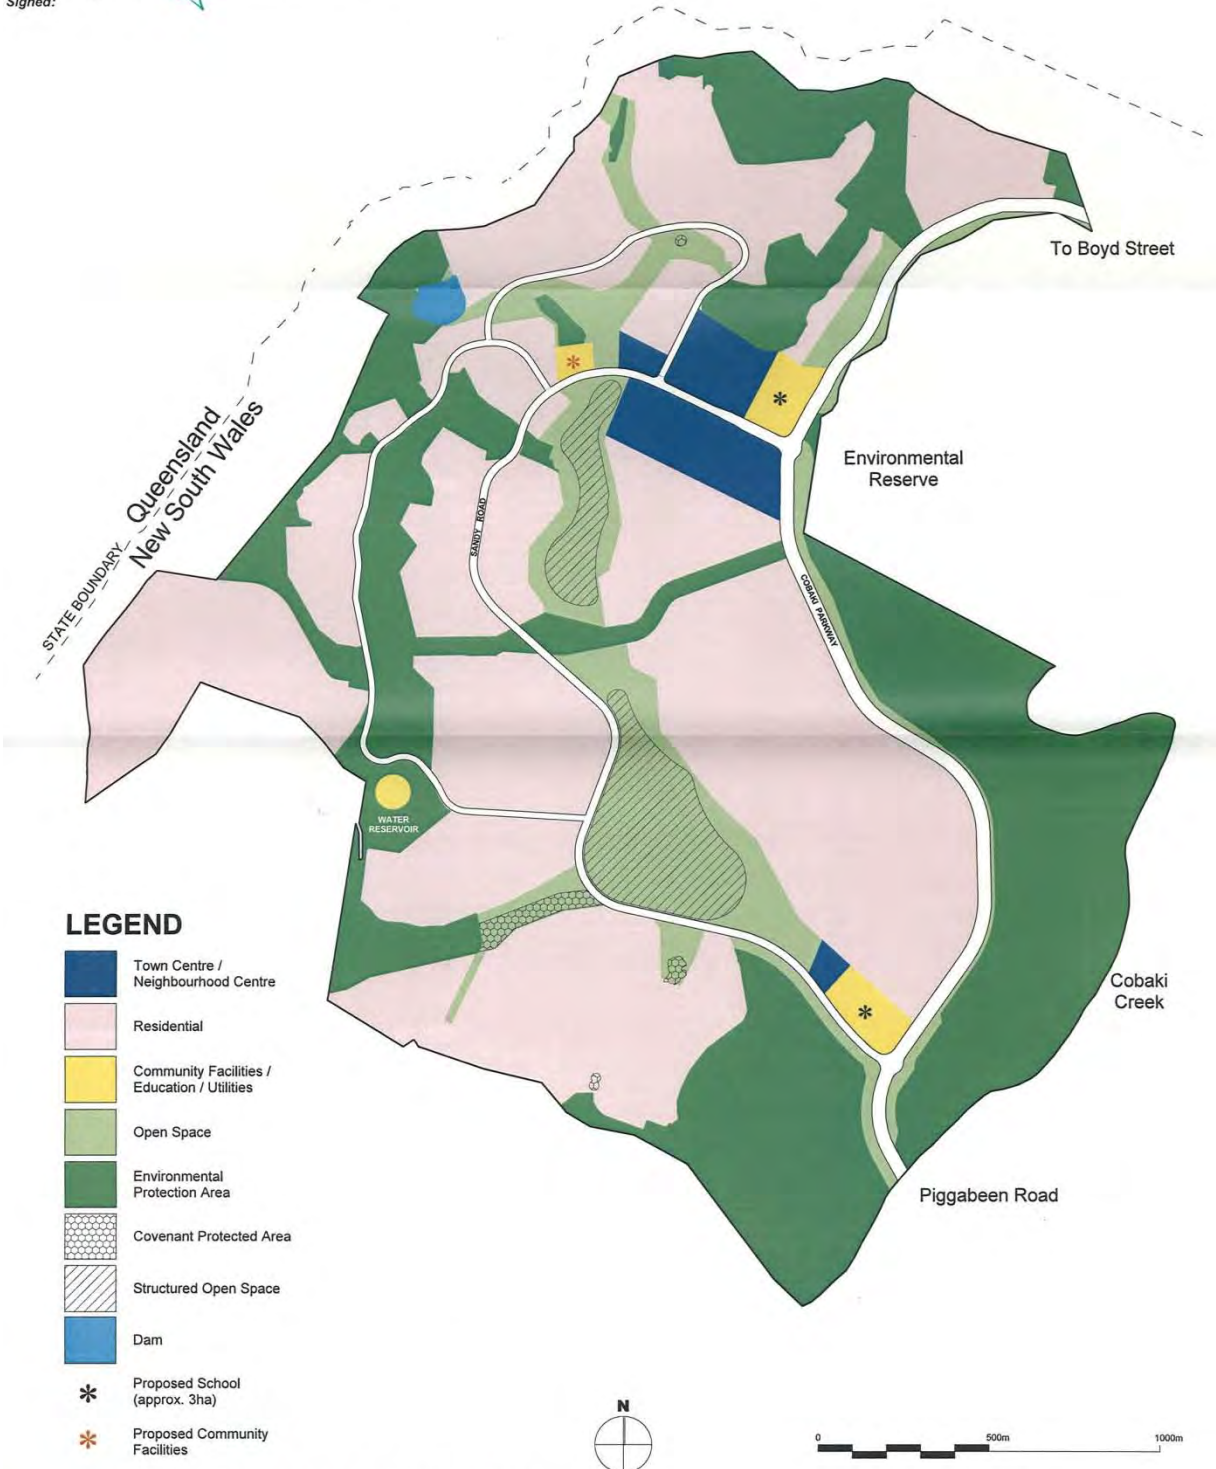 Signed:
To Boyd Street
Queensland
New South Wales
STATE BOUNDARY
Environmental
Reserve
SANDY ROAD
COBAKI PARKWAY
WATER
RESERVOIR
Cobaki
Creek
Piggabeen Road
LEGEND
Town Centre /
Neighbourhood Centre
Residential
Community Facilities /
Education / Utilities
Open Space
Environmental
Protection Area
Covenant Protected Area
Structured Open Space
Dam
* Proposed School
(approx. 3ha)
* Proposed Community
Facilities
N
0 500m 1000m